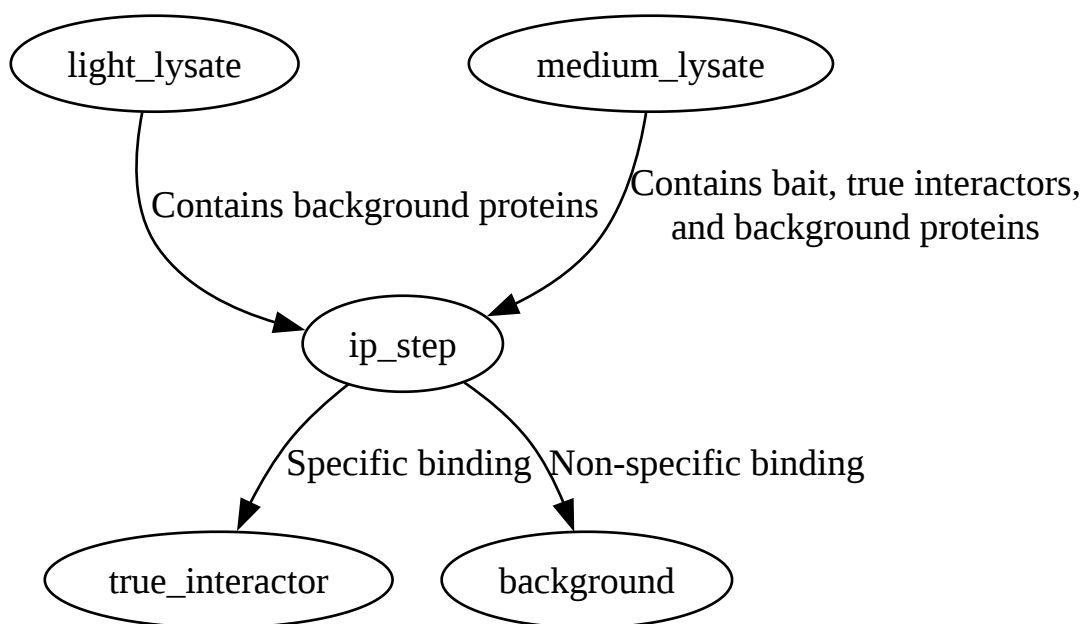 light_lysate
medium_lysate
Contains background proteins
Contains bait, true interactors,
and background proteins
ip_step
Specific binding
Non-specific binding
true_interactor
background